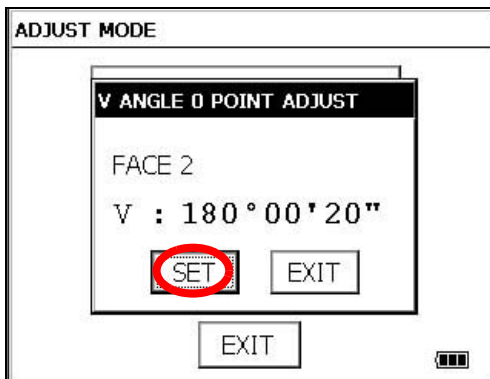 ADJUST MODE
V ANGLE 0 POINT ADJUST
FACE 2
V : 180°00'20"
SET EXIT
EXIT